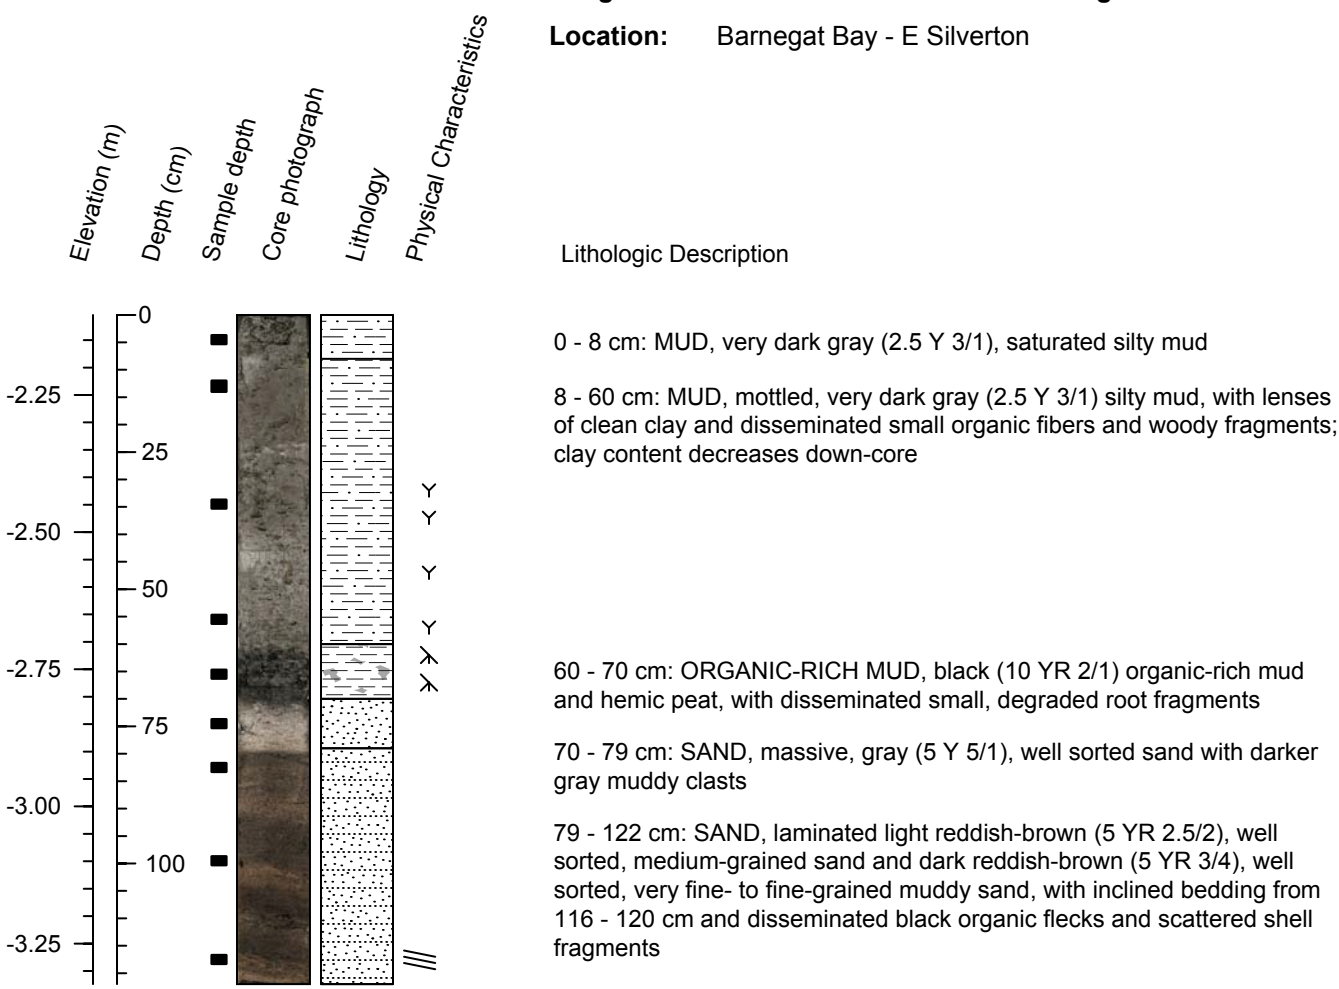 Location: Barnegat Bay - E Silverton
Elevation (m)
Depth (cm)
Sample depth
Core photograph
Lithology
Physical Characteristics
Lithologic Description
0
-2.25
25
-2.50
50
-2.75
75
-3.00
100
-3.25
0 - 8 cm: MUD, very dark gray (2.5 Y 3/1), saturated silty mud
8 - 60 cm: MUD, mottled, very dark gray (2.5 Y 3/1) silty mud, with lenses
of clean clay and disseminated small organic fibers and woody fragments;
clay content decreases down-core
60 - 70 cm: ORGANIC-RICH MUD, black (10 YR 2/1) organic-rich mud
and hemic peat, with disseminated small, degraded root fragments
70 - 79 cm: SAND, massive, gray (5 Y 5/1), well sorted sand with darker
gray muddy clasts
79 - 122 cm: SAND, laminated light reddish-brown (5 YR 2.5/2), well
sorted, medium-grained sand and dark reddish-brown (5 YR 3/4), well
sorted, very fine- to fine-grained muddy sand, with inclined bedding from
116 - 120 cm and disseminated black organic flecks and scattered shell
fragments